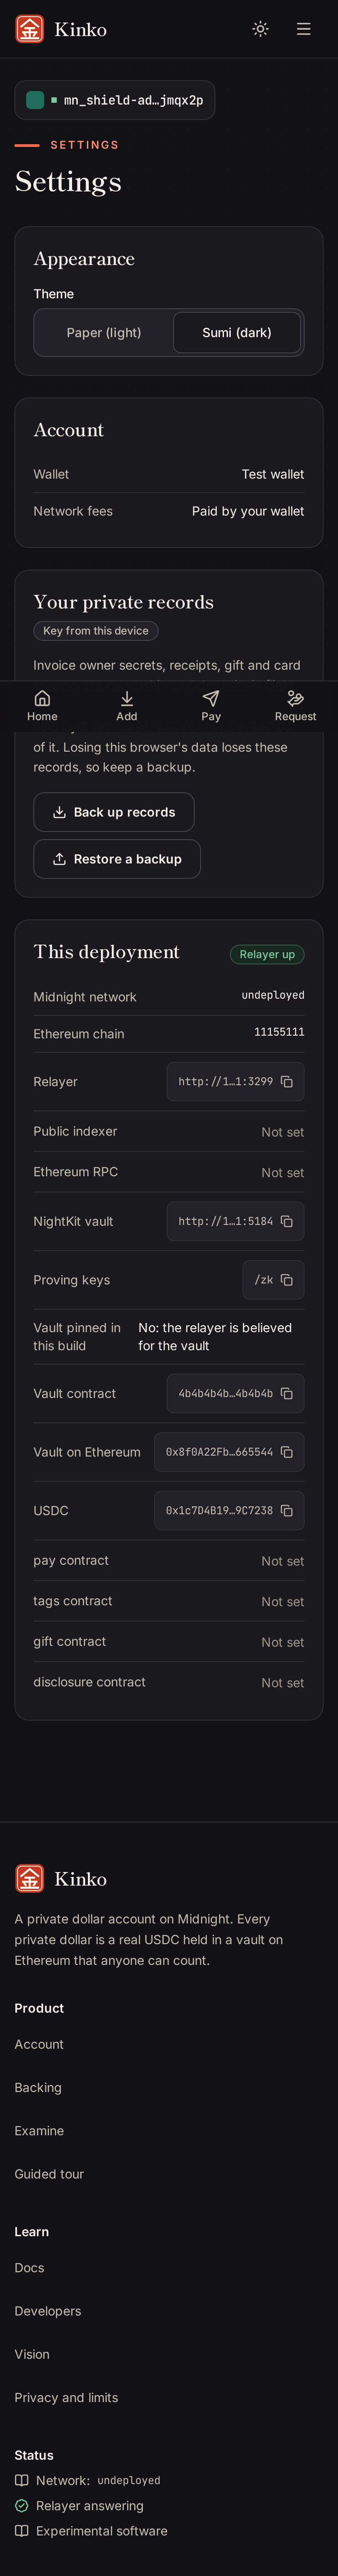 金 Kinko
mn_shield-ad…jmqx2p
SETTINGS
Settings
Appearance
Theme
Paper (light)
Sumi (dark)
Account
Wallet
Test wallet
Network fees
Paid by your wallet
Your private records
Key from this device
Invoice owner secrets, receipts, gift and card
Home
Add
Pay
Request
of it. Losing this browser's data loses these
records, so keep a backup.
Back up records
Restore a backup
This deployment
Relayer up
Midnight network
undeployed
Ethereum chain
11155111
Relayer
http://1…1:3299
Public indexer
Not set
Ethereum RPC
Not set
NightKit vault
http://1…1:5184
Proving keys
/zk
Vault pinned in
this build
No: the relayer is believed
for the vault
Vault contract
4b4b4b4b…4b4b4b
Vault on Ethereum
0x8f0A22Fb…665544
USDC
0x1c7D4B19…9C7238
pay contract
Not set
tags contract
Not set
gift contract
Not set
disclosure contract
Not set
金 Kinko
A private dollar account on Midnight. Every
private dollar is a real USDC held in a vault on
Ethereum that anyone can count.
Product
Account
Backing
Examine
Guided tour
Learn
Docs
Developers
Vision
Privacy and limits
Status
Network: undeployed
Relayer answering
Experimental software